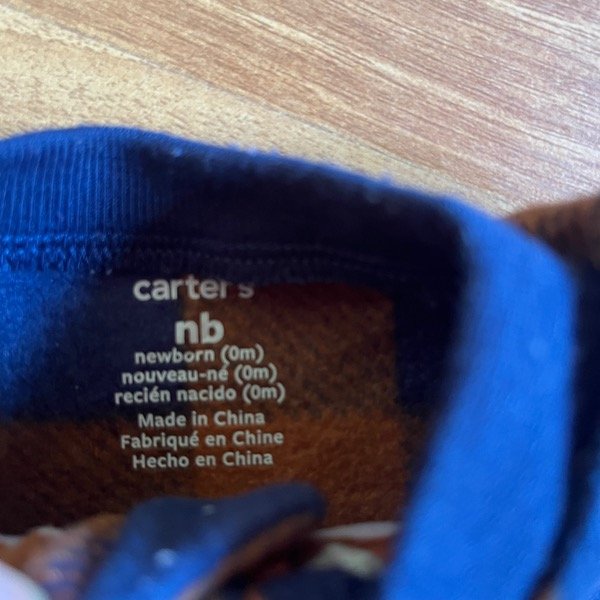 carter's
nb
newborn (0m)
nouveau-né (0m)
recién nacido (0m)
Made in China
Fabriqué en Chine
Hecho en China